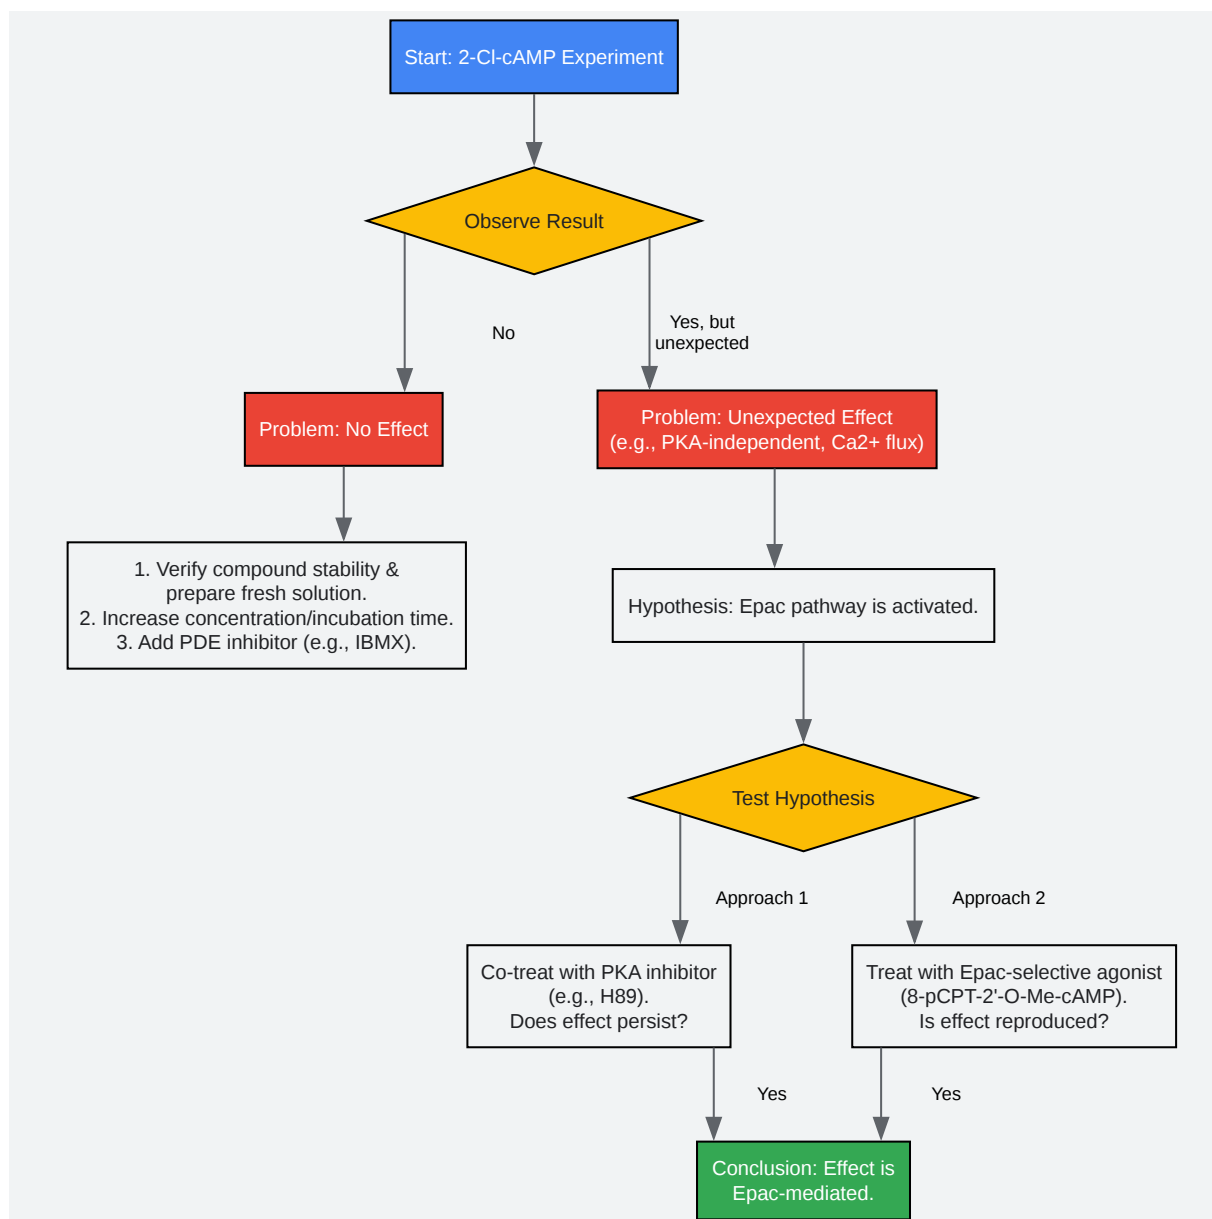 Start: 2-Cl-cAMP Experiment
Observe Result
No
Yes, but
unexpected
Problem: No Effect
Problem: Unexpected Effect
(e.g., PKA-independent, Ca2+ flux)
1. Verify compound stability &
prepare fresh solution.
2. Increase concentration/incubation time.
3. Add PDE inhibitor (e.g., IBMX).
Hypothesis: Epac pathway is activated.
Test Hypothesis
Approach 1
Approach 2
Co-treat with PKA inhibitor
(e.g., H89).
Does effect persist?
Treat with Epac-selective agonist
(8-pCPT-2'-O-Me-cAMP).
Is effect reproduced?
Yes
Yes
Conclusion: Effect is
Epac-mediated.